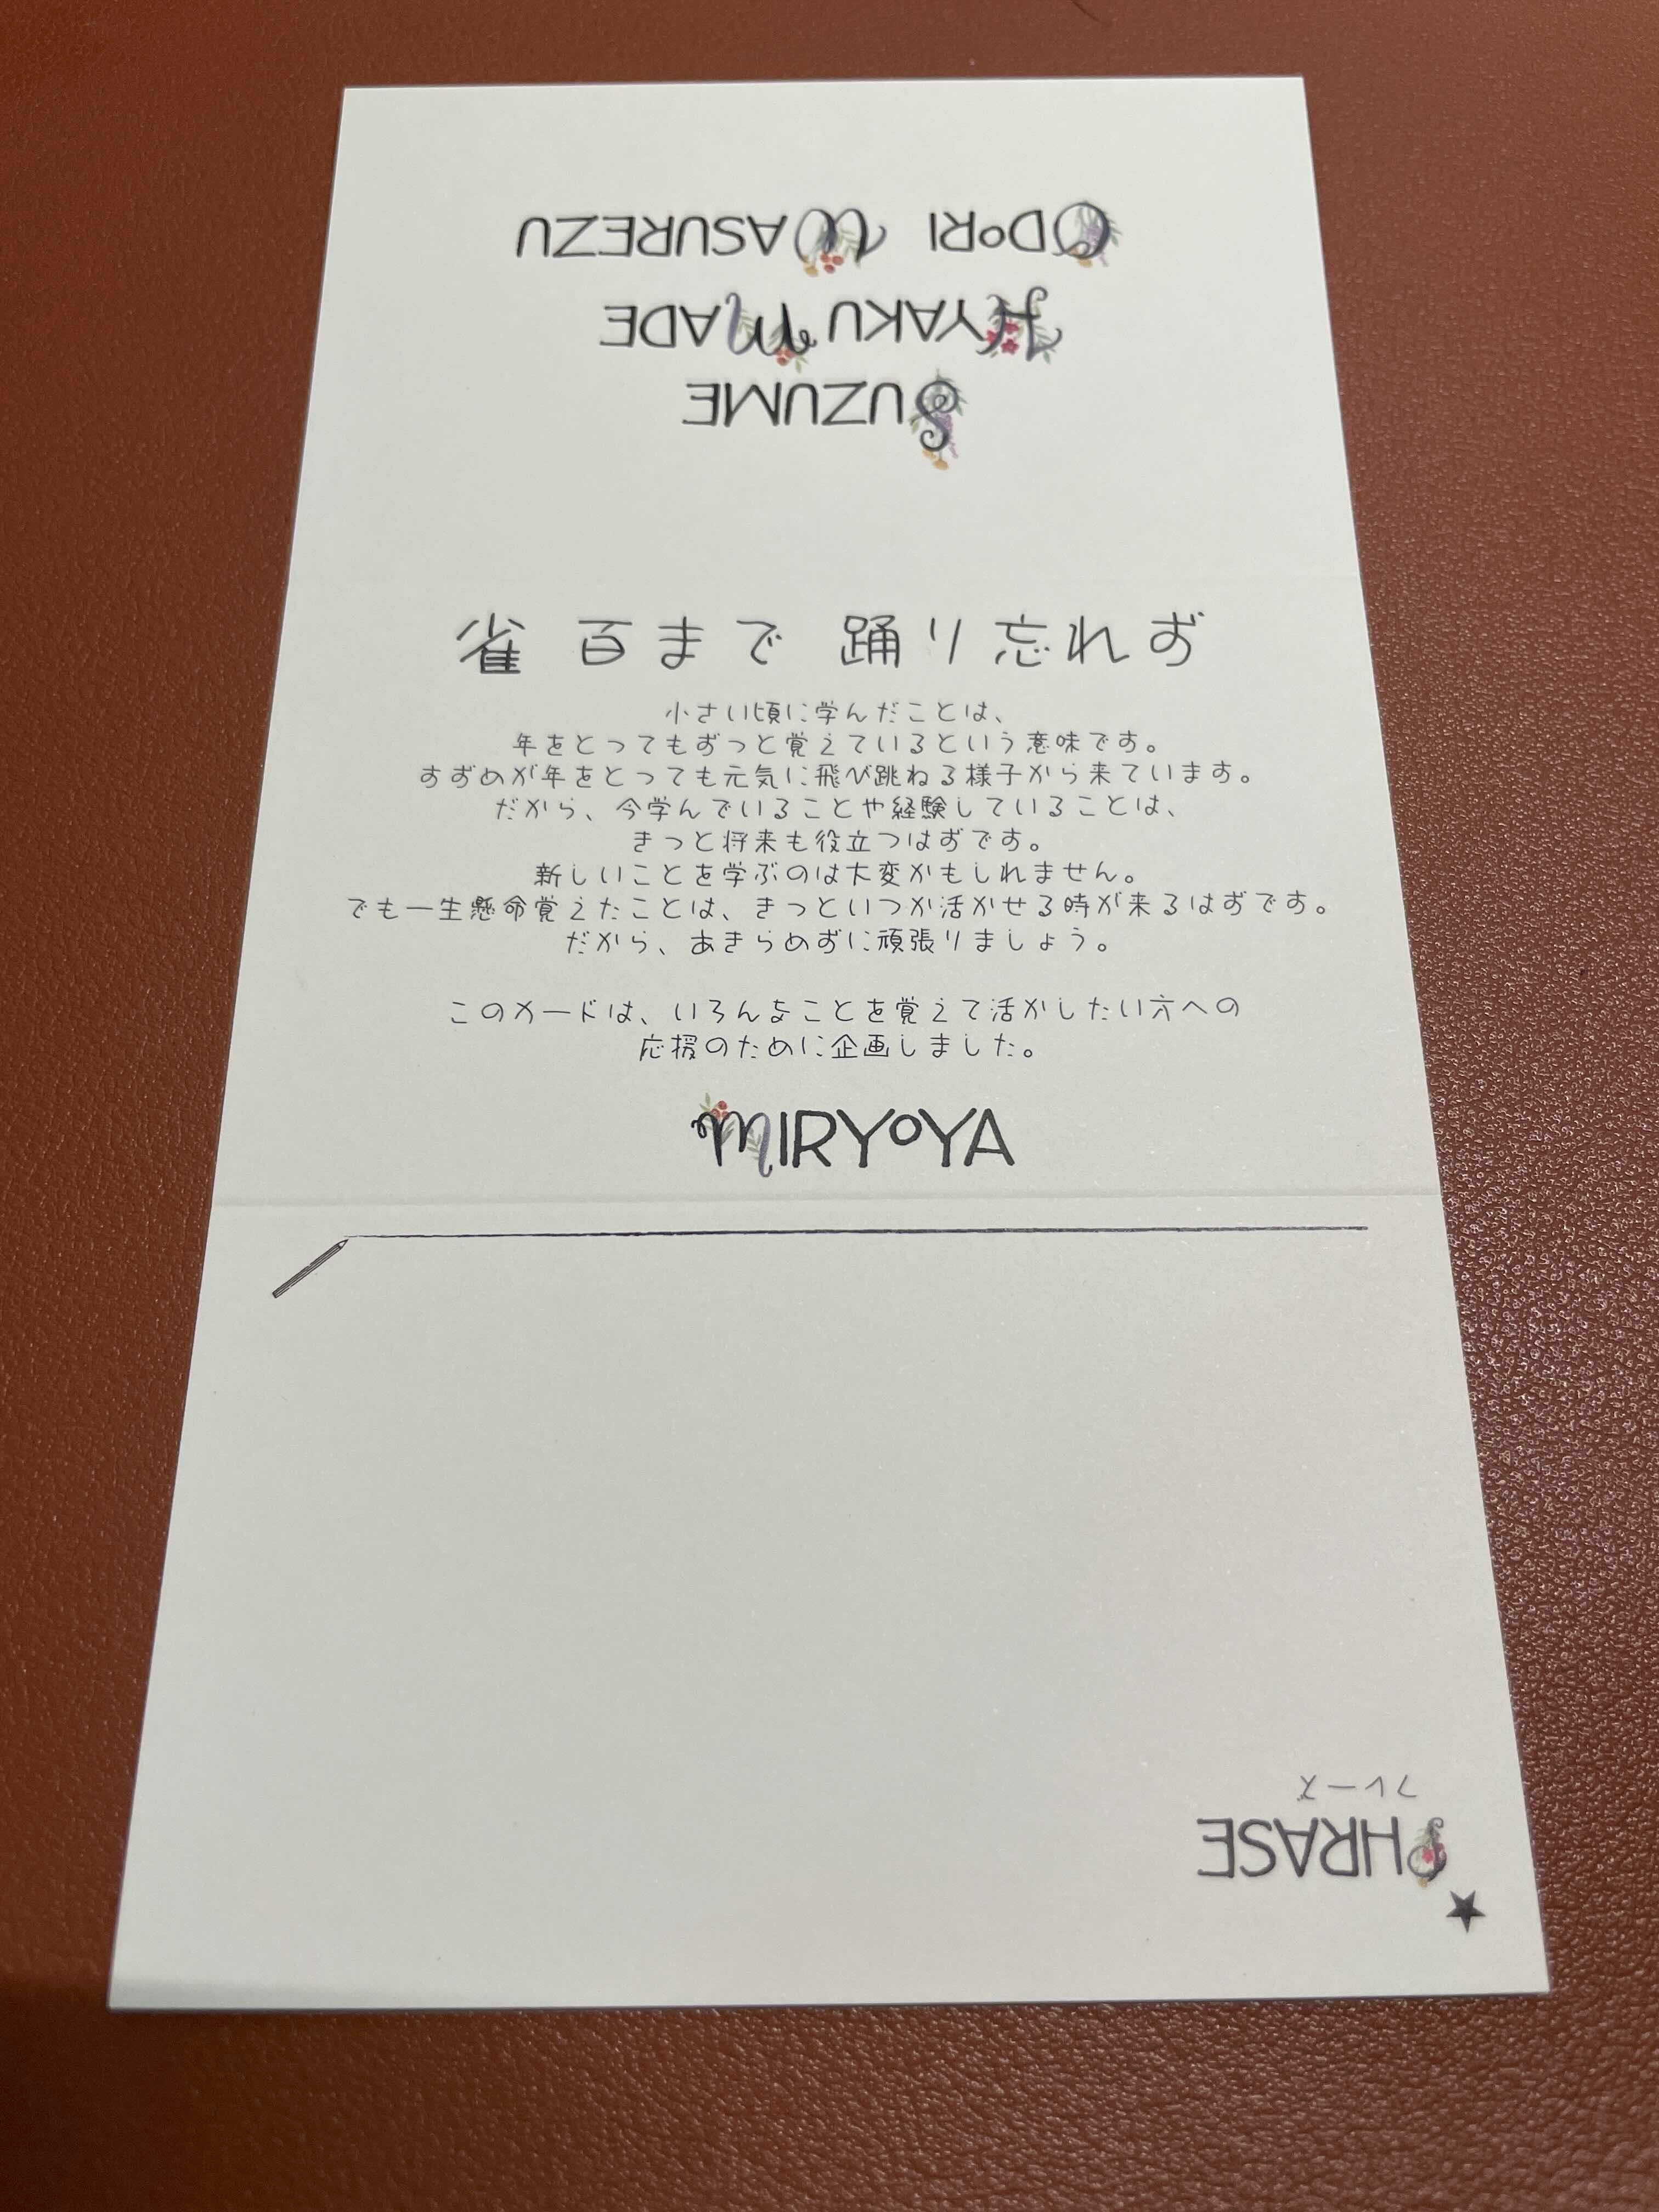 SUZUME
HYAKU MADE
ODORI WASUREZU
雀 百まで 踊り忘れず
小さい頃に学んだことは、
年をとってもずっと覚えているという意味です。
すずめが年をとっても元気に飛び跳ねる様子から来ています。
だから、今学んでいることや経験していることは、
きっと将来も役立つはずです。
新しいことを学ぶのは大変かもしれません。
でも一生懸命覚えたことは、きっといつか活かせる時が来るはずです。
だから、あきらめずに頑張りましょう。
このカードは、いろんなことを覚えて活かしたい方への
応援のために企画しました。
MIRYOYA
PHRASE
フレーズ